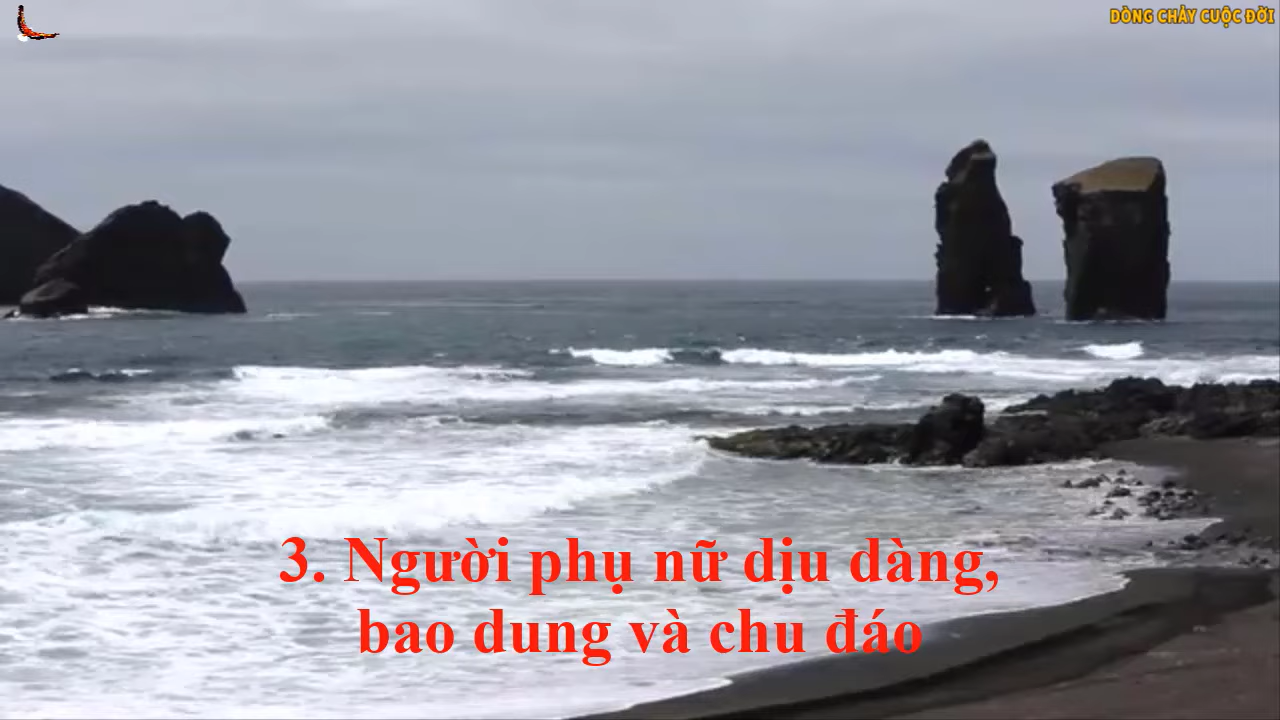 DÒNG CHẢY CUỘC ĐỜI
3. Người phụ nữ dịu dàng,
bao dung và chu đáo